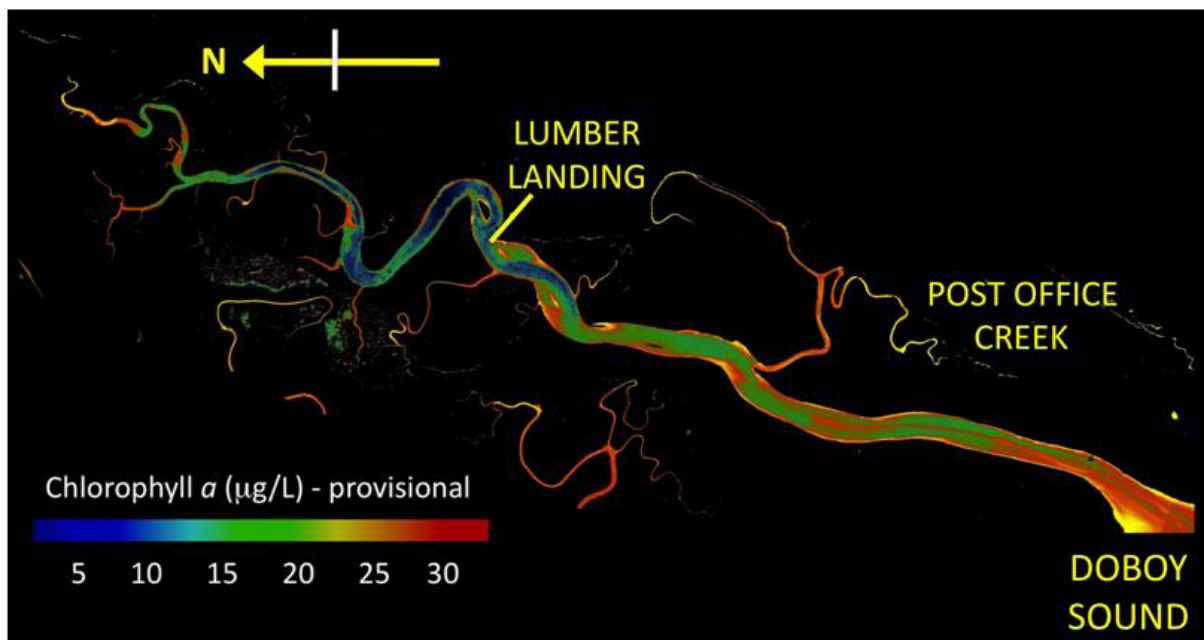 N
LUMBER
LANDING
POST OFFICE
CREEK
Chlorophyll a (μg/L) - provisional
5 10 15 20 25 30
DOBOY
SOUND